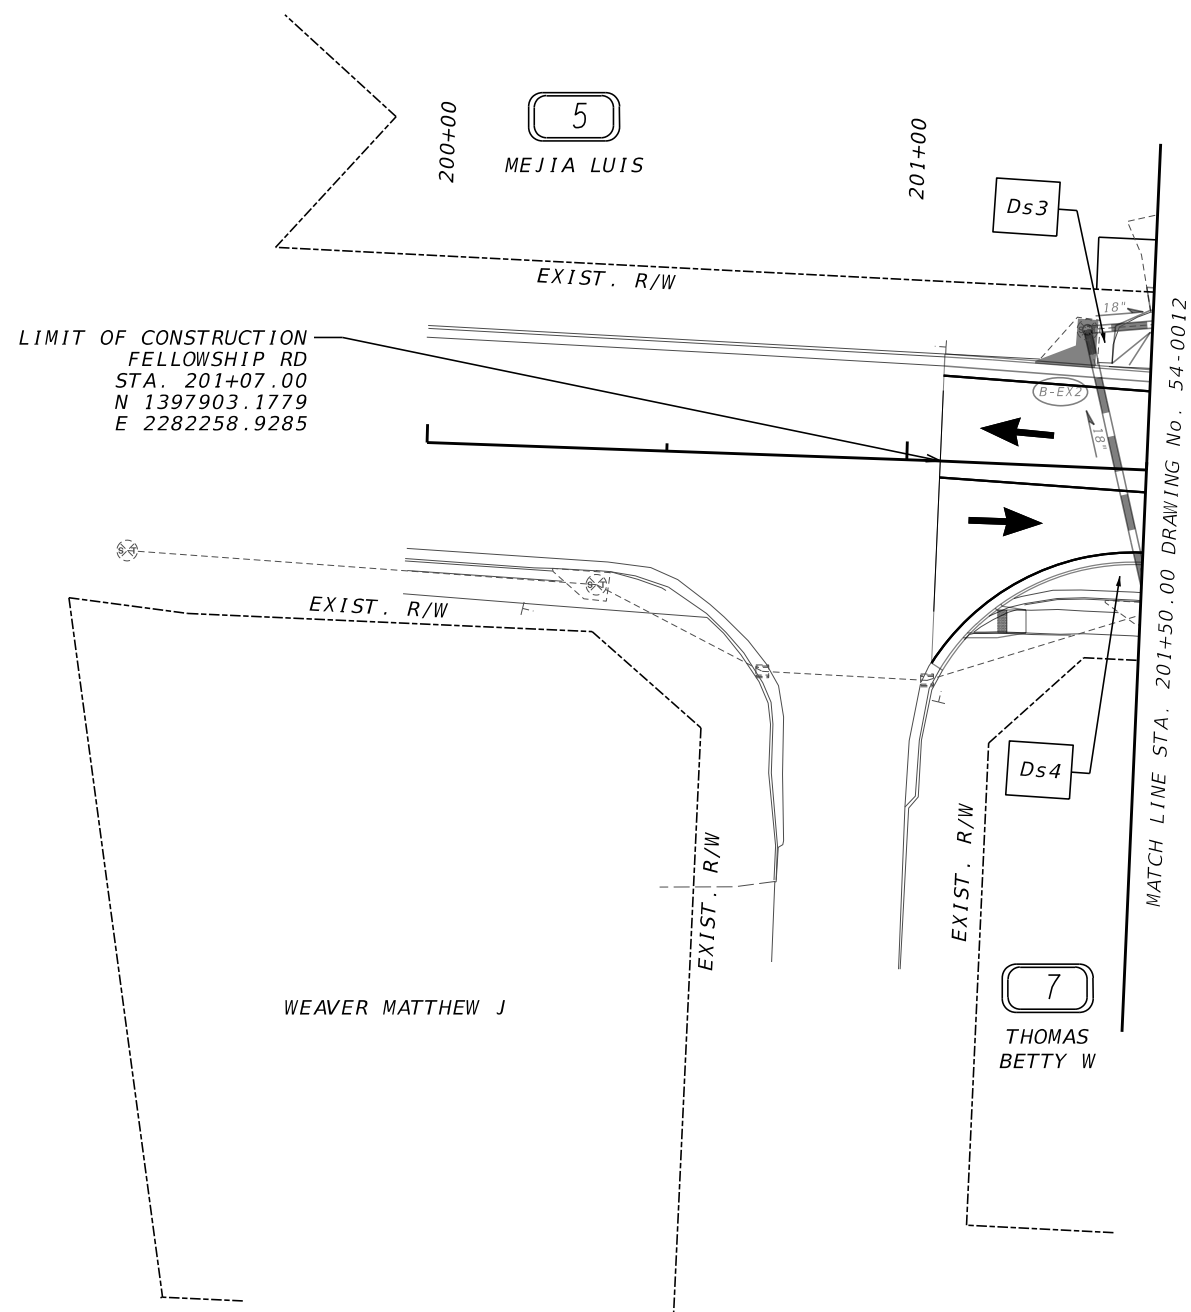 5
MEJIA LUIS
200+00
201+00
Ds3
EXIST. R/W
LIMIT OF CONSTRUCTION
FELLOWSHIP RD
STA. 201+07.00
N 1397903.1779
E 2282258.9285
18"
B-EX2
18"
MATCH LINE STA. 201+50.00 DRAWING No. 54-0012
EXIST. R/W
Ds4
EXIST. R/W
EXIST. R/W
WEAVER MATTHEW J
7
THOMAS
BETTY W